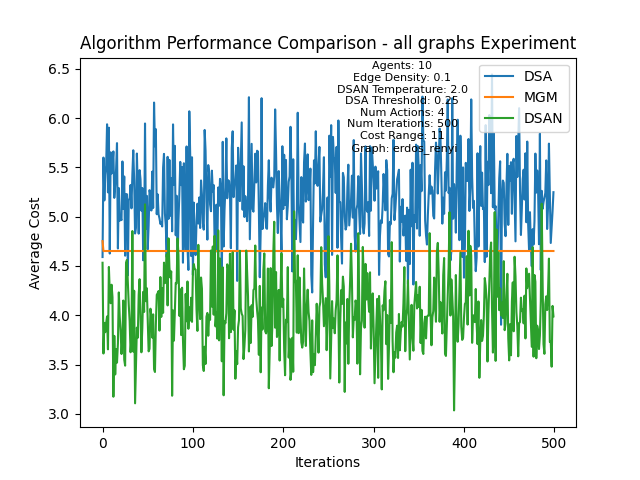 Algorithm Performance Comparison - all graphs Experiment
Agents: 10
Edge Density: 0.1
DSAN Temperature: 2.0
DSA Threshold: 0.25
Num Actions: 4
Num Iterations: 500
Cost Range: 11
Graph: erdds_renyi
DSA
MGM
DSAN
Average Cost
6.5
6.0
5.5
5.0
4.5
4.0
3.5
3.0
0 100 200 300 400 500
Iterations